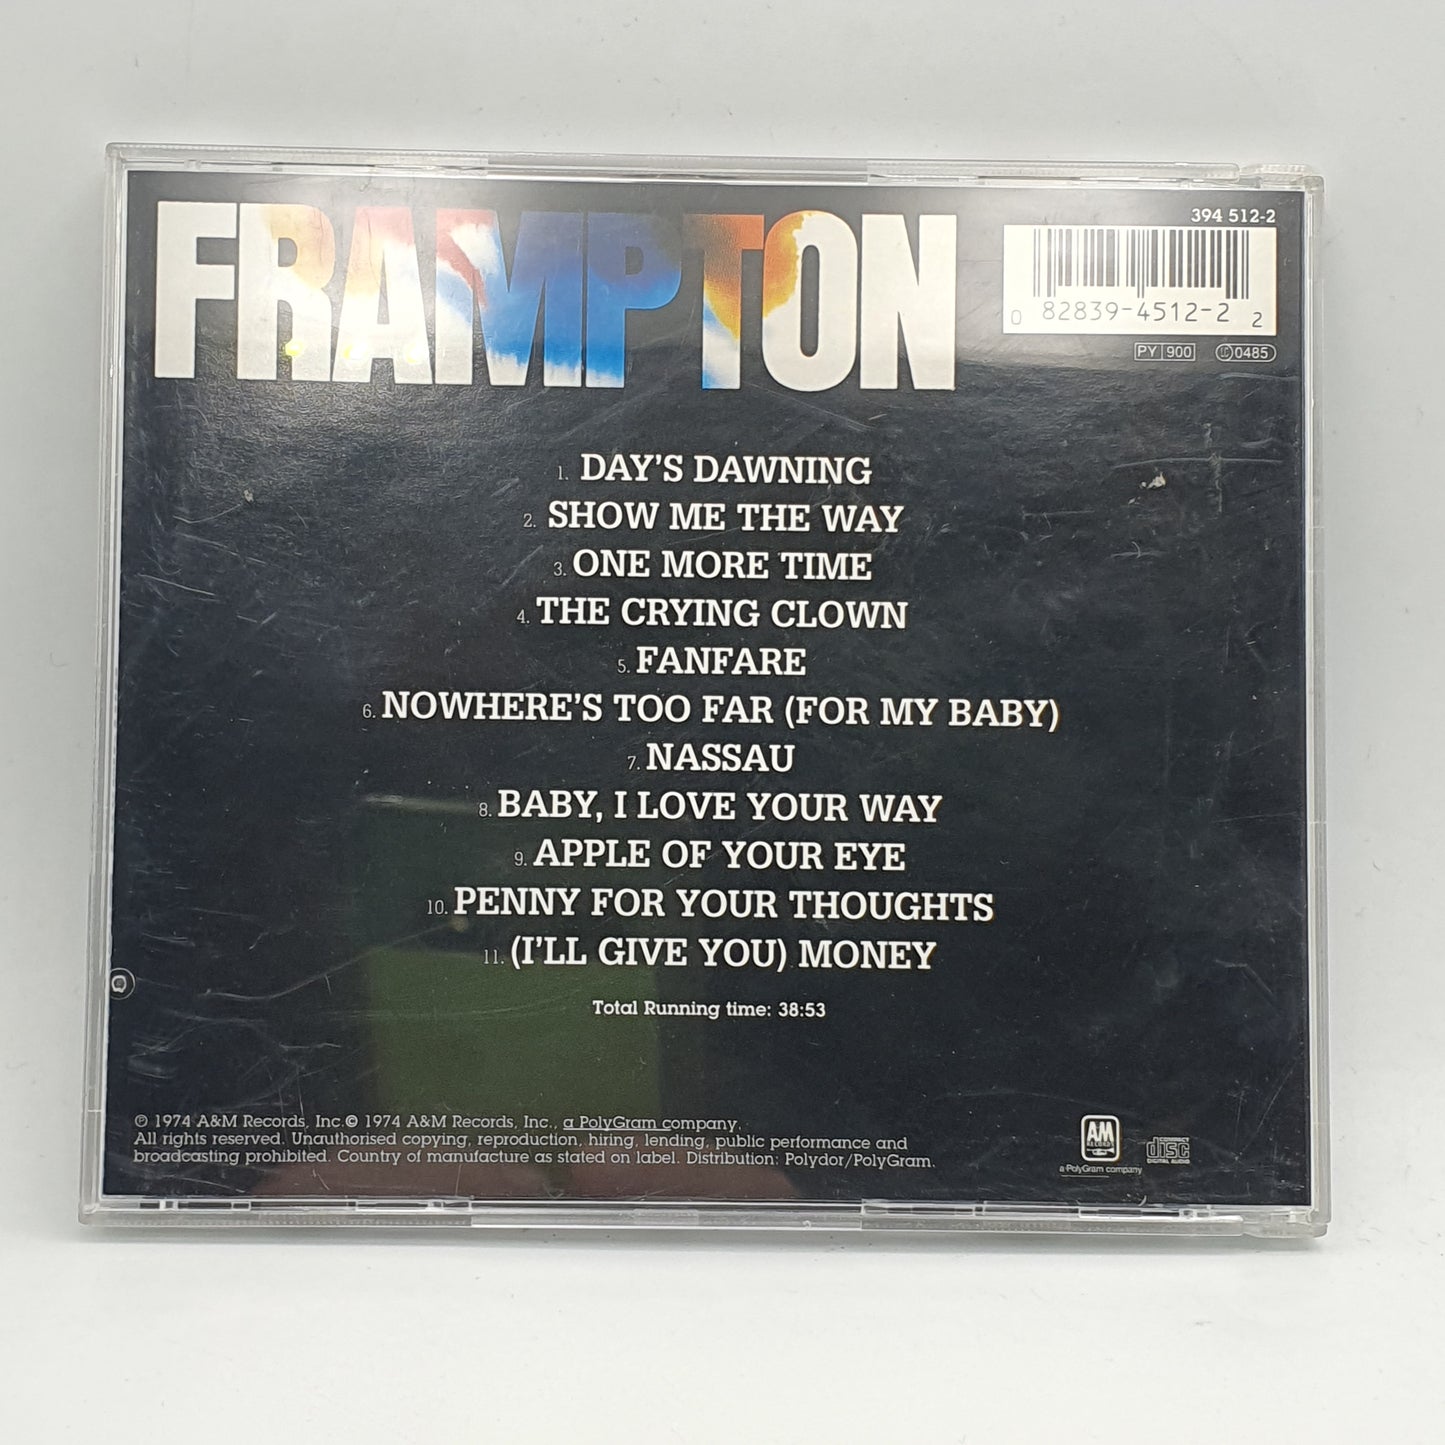 FRAMPTON
394 512-2
0 82839-4512-2 2
PY 900 LC 0485
1. DAY'S DAWNING
2. SHOW ME THE WAY
3. ONE MORE TIME
4. THE CRYING CLOWN
5. FANFARE
6. NOWHERE'S TOO FAR (FOR MY BABY)
7. NASSAU
8. BABY, I LOVE YOUR WAY
9. APPLE OF YOUR EYE
10. PENNY FOR YOUR THOUGHTS
11. (I'LL GIVE YOU) MONEY
Total Running time: 38:53
℗ 1974 A&M Records, Inc.© 1974 A&M Records, Inc., a PolyGram company.
All rights reserved. Unauthorised copying, reproduction, hiring, lending, public performance and
broadcasting prohibited. Country of manufacture as stated on label. Distribution: Polydor/PolyGram.
AM
RECORDS
a PolyGram company
COMPACT
disc
DIGITAL AUDIO